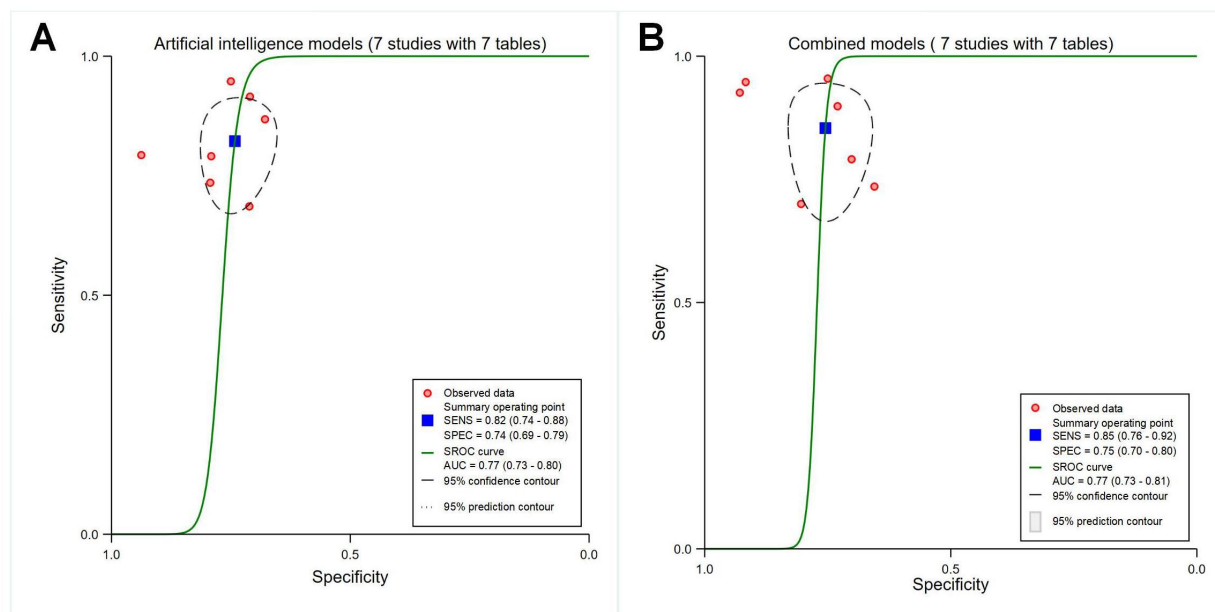 A
Artificial intelligence models (7 studies with 7 tables)
1.0
Sensitivity
0.5
0.0
1.0
0.5
0.0
Specificity
Observed data
Summary operating point
SENS = 0.82 (0.74 - 0.88)
SPEC = 0.74 (0.69 - 0.79)
SROC curve
AUC = 0.77 (0.73 - 0.80)
95% confidence contour
95% prediction contour
B
Combined models ( 7 studies with 7 tables)
1.0
Sensitivity
0.5
0.0
1.0
0.5
0.0
Specificity
Observed data
Summary operating point
SENS = 0.85 (0.76 - 0.92)
SPEC = 0.75 (0.70 - 0.80)
SROC curve
AUC = 0.77 (0.73 - 0.81)
95% confidence contour
95% prediction contour